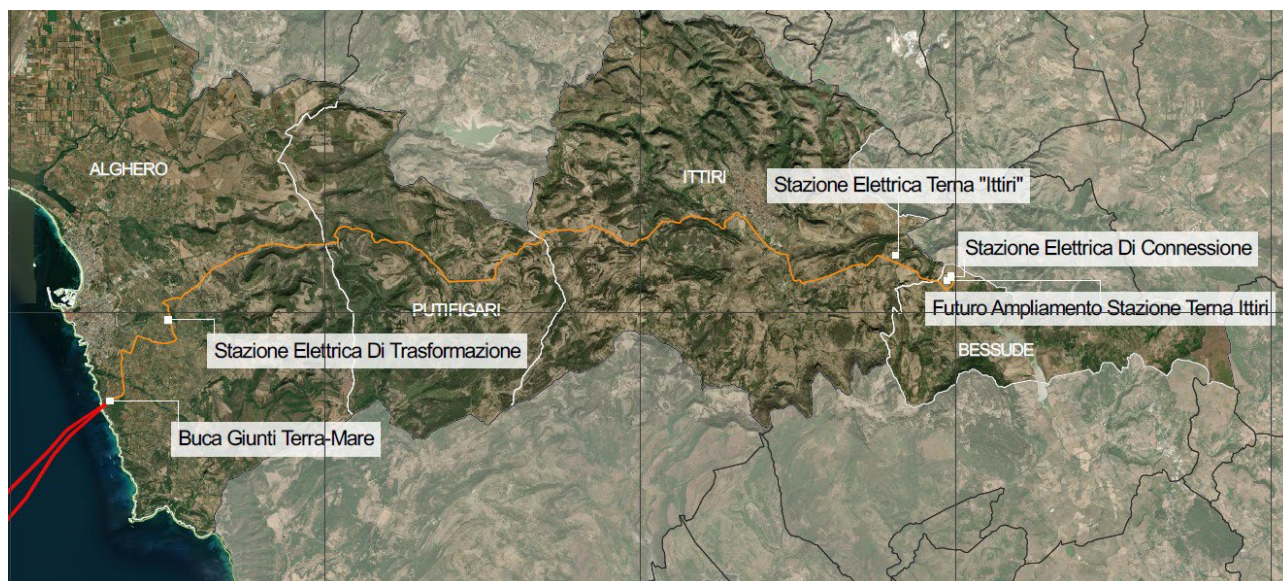 ALGHERO
ITTIRI
Stazione Elettrica Terna "Ittiri"
Stazione Elettrica Di Connessione
Futuro Ampliamento Stazione Terna Ittiri
PUTIFIGARI
Stazione Elettrica Di Trasformazione
BESSUDE
Buca Giunti Terra-Mare